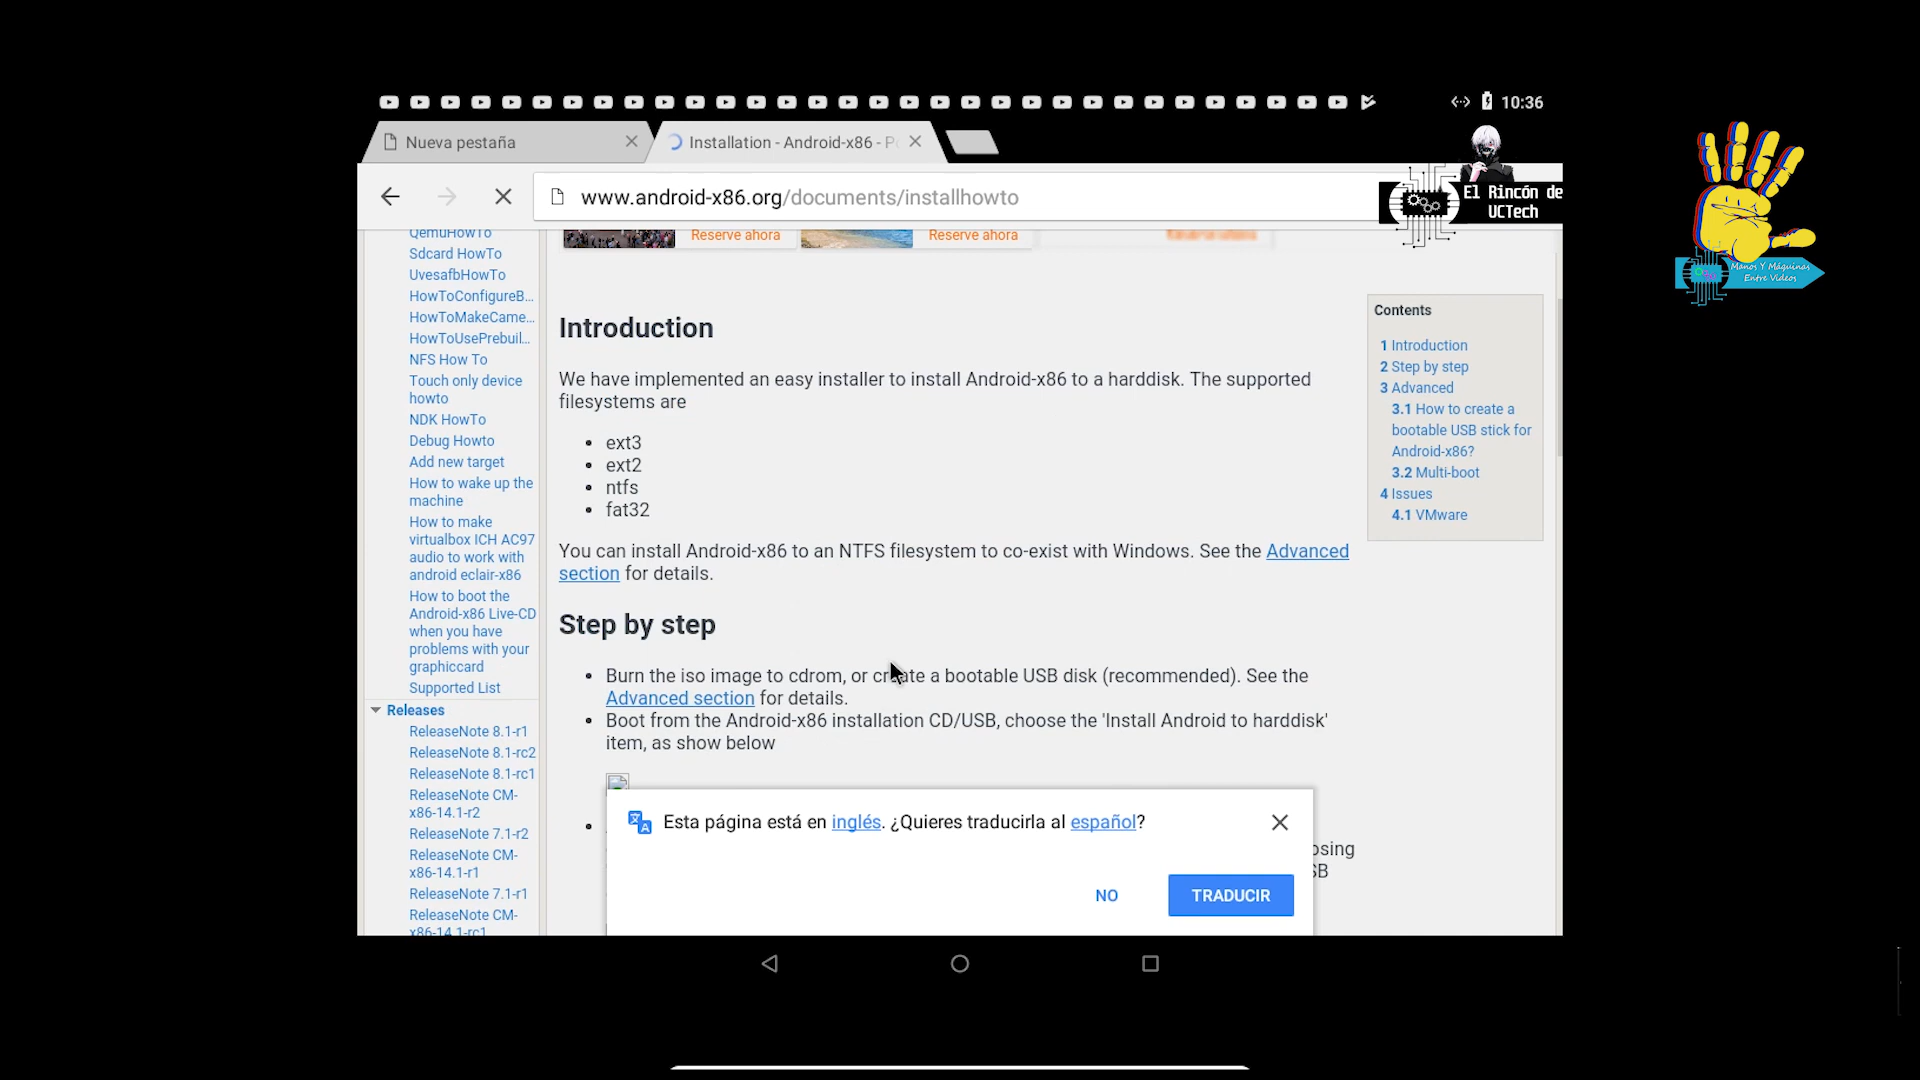 10:36
Nueva pestaña
Installation - Android-x86 - Po
www.android-x86.org/documents/installhowto
El Rincón de
UCTech
Manos Y Máquinas
Entre Videos
QemuHowTo
Sdcard HowTo
UvesafbHowTo
HowToConfigureB...
HowToMakeCame...
HowToUsePrebuil...
NFS How To
Touch only device
howto
NDK HowTo
Debug Howto
Add new target
How to wake up the
machine
How to make
virtualbox ICH AC97
audio to work with
android eclair-x86
How to boot the
Android-x86 Live-CD
when you have
problems with your
graphiccard
Supported List
Releases
ReleaseNote 8.1-r1
ReleaseNote 8.1-rc2
ReleaseNote 8.1-rc1
ReleaseNote CM-
x86-14.1-r2
ReleaseNote 7.1-r2
ReleaseNote CM-
x86-14.1-r1
ReleaseNote 7.1-r1
ReleaseNote CM-
x86-14.1-rc1
Reserve ahora
Reserve ahora
Introduction
We have implemented an easy installer to install Android-x86 to a harddisk. The supported
filesystems are
ext3
ext2
ntfs
fat32
You can install Android-x86 to an NTFS filesystem to co-exist with Windows. See the Advanced
section for details.
Step by step
Burn the iso image to cdrom, or create a bootable USB disk (recommended). See the
Advanced section for details.
Boot from the Android-x86 installation CD/USB, choose the 'Install Android to harddisk'
item, as show below
Contents
1 Introduction
2 Step by step
3 Advanced
3.1 How to create a
bootable USB stick for
Android-x86?
3.2 Multi-boot
4 Issues
4.1 VMware
Esta página está en inglés. ¿Quieres traducirla al español?
NO
TRADUCIR